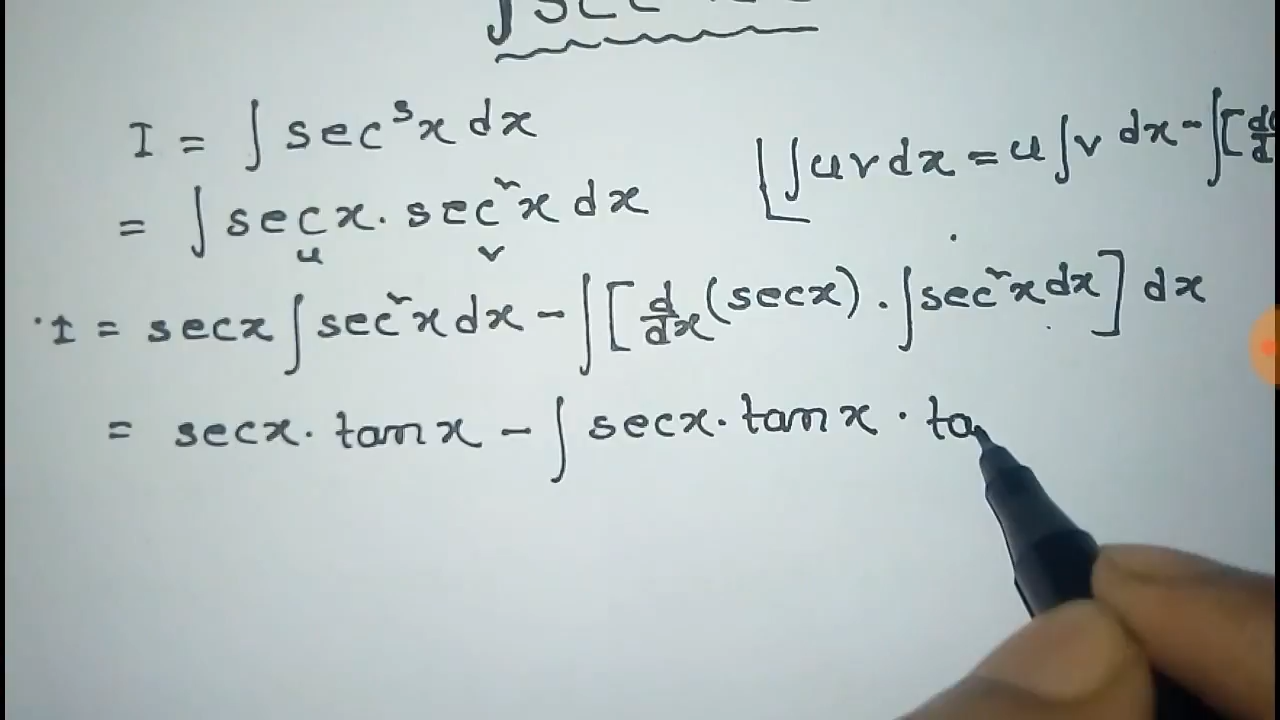 ∫ sec
I = ∫ sec³x dx
∫uv dx = u∫v dx - ∫[
= ∫ secx. sec²x dx
u v
I = secx ∫ sec²x dx - ∫ [ d/dx (secx) . ∫ sec²x dx ] dx
= secx. tanx - ∫ secx. tanx . ta